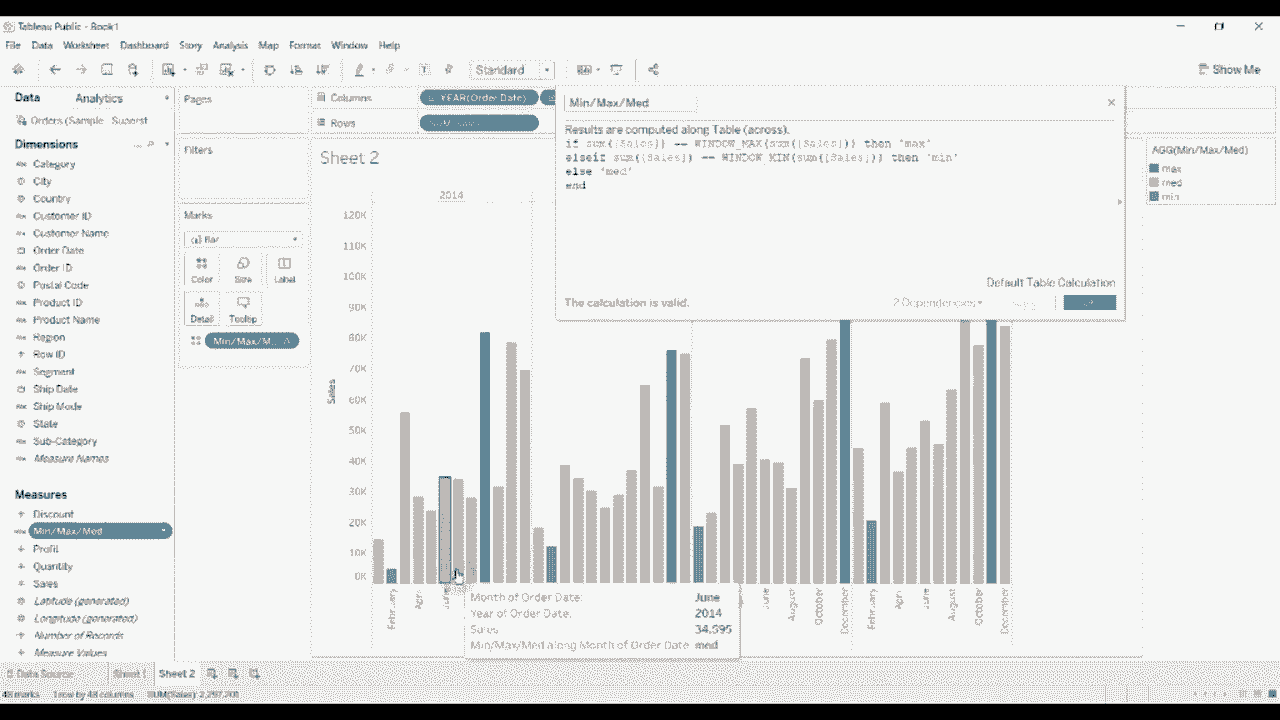 Tableau Public - Book1
File Data Worksheet Dashboard Story Analysis Map Format Window Help
Standard
Show Me
Data Analytics
Orders (Sample - Superst
Dimensions
Category
City
Country
Customer ID
Customer Name
Order Date
Order ID
Postal Code
Product ID
Product Name
Region
Row ID
Segment
Ship Date
Ship Mode
State
Sub-Category
Measure Names
Measures
Discount
Min/Max/Med
Profit
Quantity
Sales
Latitude (generated)
Longitude (generated)
Number of Records
Measure Values
Pages
Filters
Marks
Bar
Color Size Label
Detail Tooltip
Min/Max/M..
Columns YEAR(Order Date)
Rows
Sheet 2
2014
Sales
120K
110K
100K
90K
80K
70K
60K
50K
40K
30K
20K
10K
0K
February April June
June August October December
February April June August October December
Min/Max/Med
Results are computed along Table (across).
if sum([Sales]) == WINDOW_MAX(sum([Sales])) then 'max'
elseif sum([Sales]) == WINDOW_MIN(sum([Sales])) then 'min'
else 'med'
end
Default Table Calculation
The calculation is valid.
2 Dependencies
AGG(Min/Max/Med)
max
med
min
Month of Order Date: June
Year of Order Date: 2014
Sales 34,595
Min/Max/Med along Month of Order Date med
Data Source Sheet 1 Sheet 2
48 marks 1 row by 48 columns SUM(Sales): 2,297,201